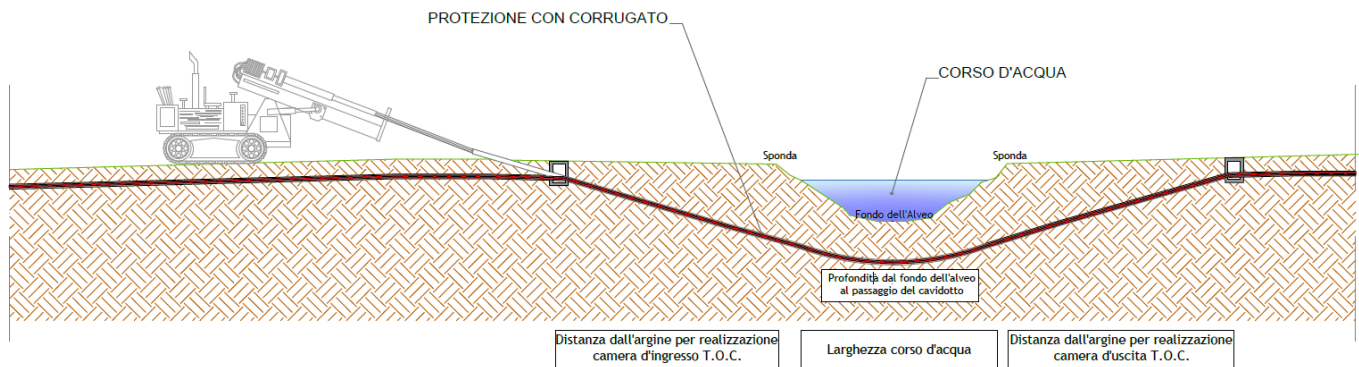 PROTEZIONE CON CORRUGATO
CORSO D'ACQUA
Sponda
Sponda
Fondo dell'Alveo
Profondità dal fondo dell'alveo
al passaggio del cavidotto
Distanza dall'argine per realizzazione
camera d'ingresso T.O.C.
Larghezza corso d'acqua
Distanza dall'argine per realizzazione
camera d'uscita T.O.C.